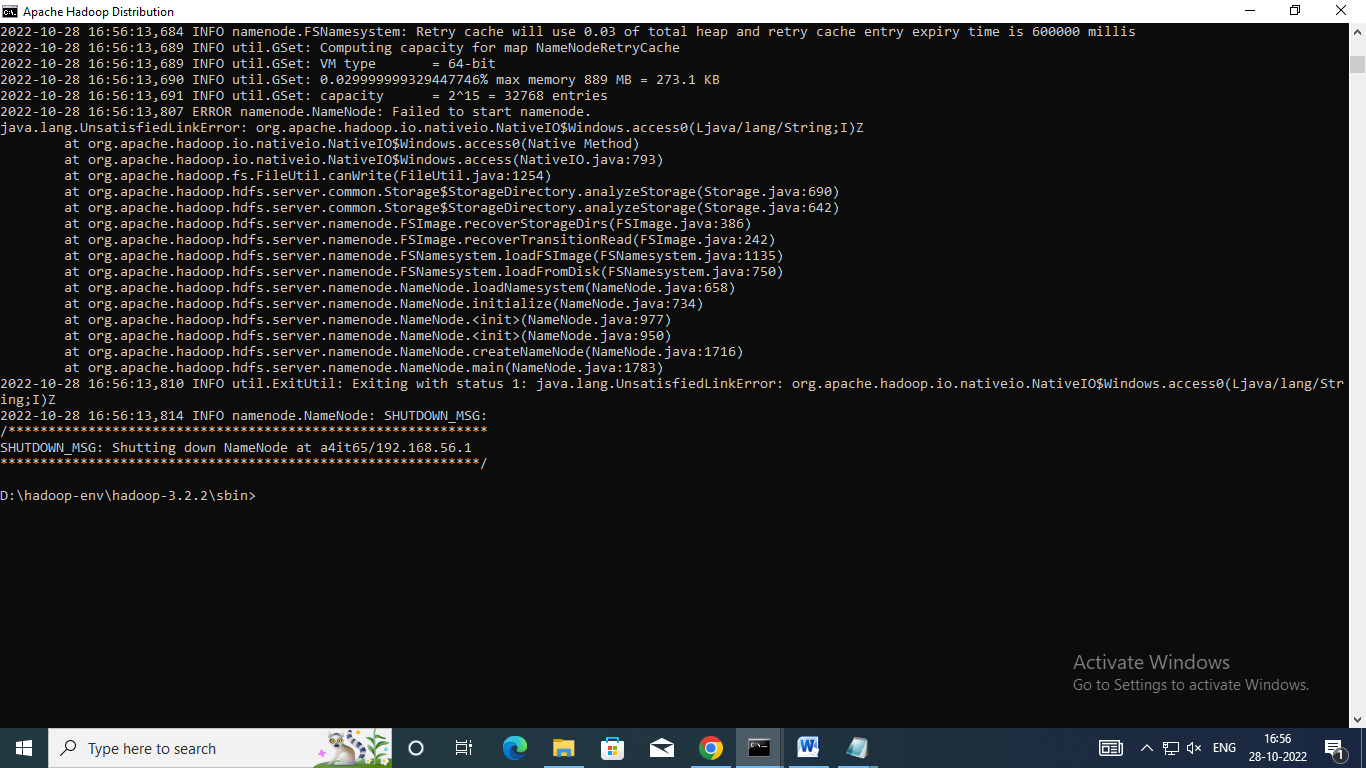 Apache Hadoop Distribution
2022-10-28 16:56:13,684 INFO namenode.FSNamesystem: Retry cache will use 0.03 of total heap and retry cache entry expiry time is 600000 millis
2022-10-28 16:56:13,689 INFO util.GSet: Computing capacity for map NameNodeRetryCache
2022-10-28 16:56:13,689 INFO util.GSet: VM type       = 64-bit
2022-10-28 16:56:13,690 INFO util.GSet: 0.029999999329447746% max memory 889 MB = 273.1 KB
2022-10-28 16:56:13,691 INFO util.GSet: capacity      = 2^15 = 32768 entries
2022-10-28 16:56:13,807 ERROR namenode.NameNode: Failed to start namenode.
java.lang.UnsatisfiedLinkError: org.apache.hadoop.io.nativeio.NativeIO$Windows.access0(Ljava/lang/String;I)Z
        at org.apache.hadoop.io.nativeio.NativeIO$Windows.access0(Native Method)
        at org.apache.hadoop.io.nativeio.NativeIO$Windows.access(NativeIO.java:793)
        at org.apache.hadoop.fs.FileUtil.canWrite(FileUtil.java:1254)
        at org.apache.hadoop.hdfs.server.common.Storage$StorageDirectory.analyzeStorage(Storage.java:690)
        at org.apache.hadoop.hdfs.server.common.Storage$StorageDirectory.analyzeStorage(Storage.java:642)
        at org.apache.hadoop.hdfs.server.namenode.FSImage.recoverStorageDirs(FSImage.java:386)
        at org.apache.hadoop.hdfs.server.namenode.FSImage.recoverTransitionRead(FSImage.java:242)
        at org.apache.hadoop.hdfs.server.namenode.FSNamesystem.loadFSImage(FSNamesystem.java:1135)
        at org.apache.hadoop.hdfs.server.namenode.FSNamesystem.loadFromDisk(FSNamesystem.java:750)
        at org.apache.hadoop.hdfs.server.namenode.NameNode.loadNamesystem(NameNode.java:658)
        at org.apache.hadoop.hdfs.server.namenode.NameNode.initialize(NameNode.java:734)
        at org.apache.hadoop.hdfs.server.namenode.NameNode.<init>(NameNode.java:977)
        at org.apache.hadoop.hdfs.server.namenode.NameNode.<init>(NameNode.java:950)
        at org.apache.hadoop.hdfs.server.namenode.NameNode.createNameNode(NameNode.java:1716)
        at org.apache.hadoop.hdfs.server.namenode.NameNode.main(NameNode.java:1783)
2022-10-28 16:56:13,810 INFO util.ExitUtil: Exiting with status 1: java.lang.UnsatisfiedLinkError: org.apache.hadoop.io.nativeio.NativeIO$Windows.access0(Ljava/lang/Str
ing;I)Z
2022-10-28 16:56:13,814 INFO namenode.NameNode: SHUTDOWN_MSG:
/************************************************************
SHUTDOWN_MSG: Shutting down NameNode at a4it65/192.168.56.1
************************************************************/
D:\hadoop-env\hadoop-3.2.2\sbin>
Activate Windows
Go to Settings to activate Windows.
Type here to search
ENG
16:56
28-10-2022
1